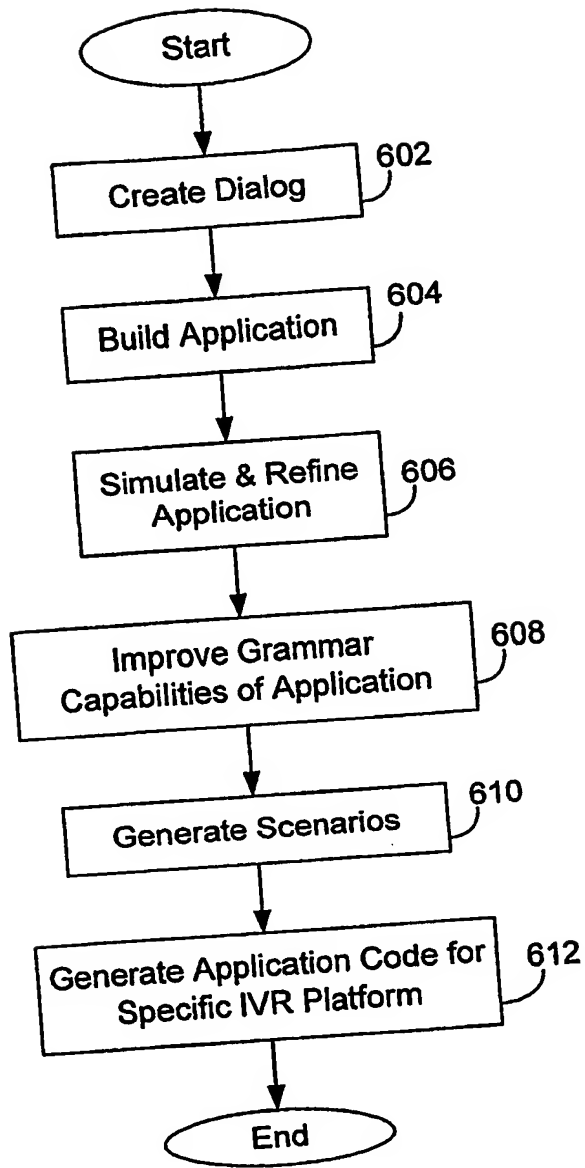 Start
Create Dialog
602
Build Application
604
Simulate & Refine
Application
606
Improve Grammar
Capabilities of Application
608
Generate Scenarios
610
Generate Application Code for
Specific IVR Platform
612
End